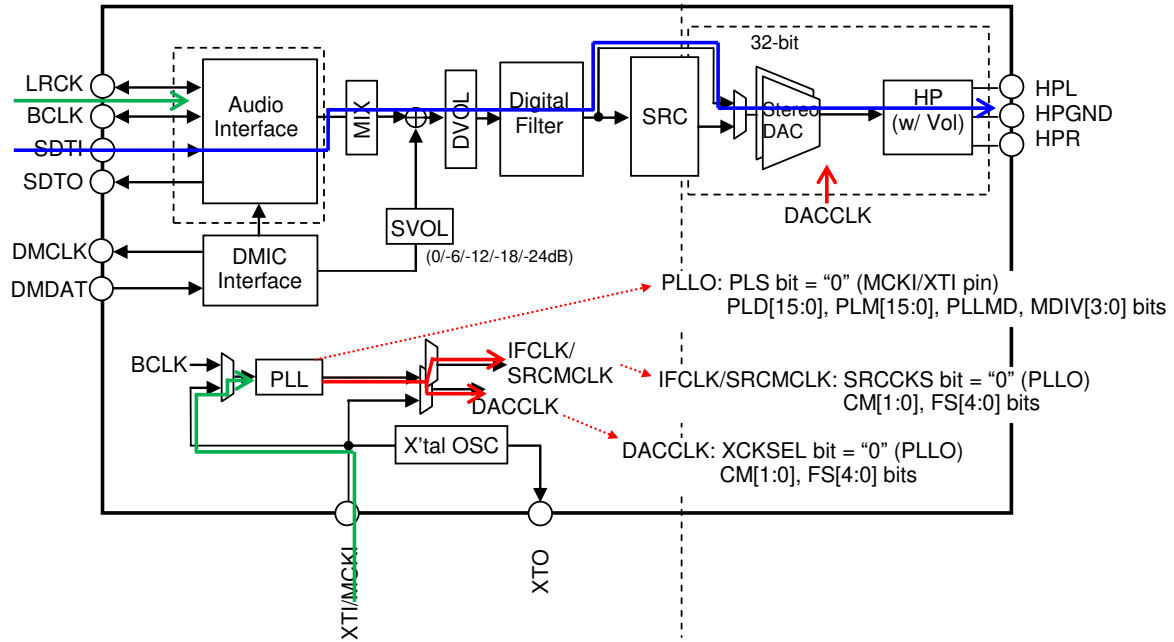 32-bit
LRCK
BCLK
SDTI
SDTO
DMCLK
DMDAT
Audio
Interface
MIX
DVOL
Digital
Filter
SRC
Stereo
DAC
HP
(w/ Vol)
HPL
HPGND
HPR
DACCLK
SVOL
(0/-6/-12/-18/-24dB)
DMIC
Interface
PLLO: PLS bit = “0” (MCKI/XTI pin)
PLD[15:0], PLM[15:0], PLLMD, MDIV[3:0] bits
BCLK
PLL
IFCLK/
SRCMCLK
DACCLK
IFCLK/SRCMCLK: SRCCKS bit = “0” (PLLO)
CM[1:0], FS[4:0] bits
X'tal OSC
DACCLK: XCKSEL bit = “0” (PLLO)
CM[1:0], FS[4:0] bits
XTI/MCKI
XTO